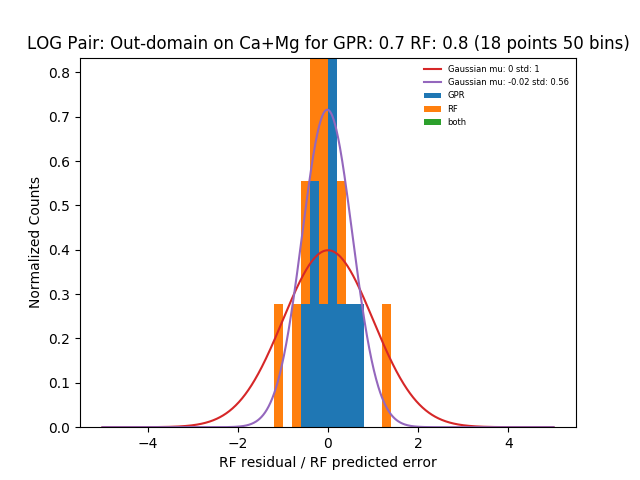 LOG Pair: Out-domain on Ca+Mg for GPR: 0.7 RF: 0.8 (18 points 50 bins)
Gaussian mu: 0 std: 1
Gaussian mu: -0.02 std: 0.56
GPR
RF
both
Normalized Counts
0.8
0.7
0.6
0.5
0.4
0.3
0.2
0.1
0.0
−4
−2
0
2
4
RF residual / RF predicted error